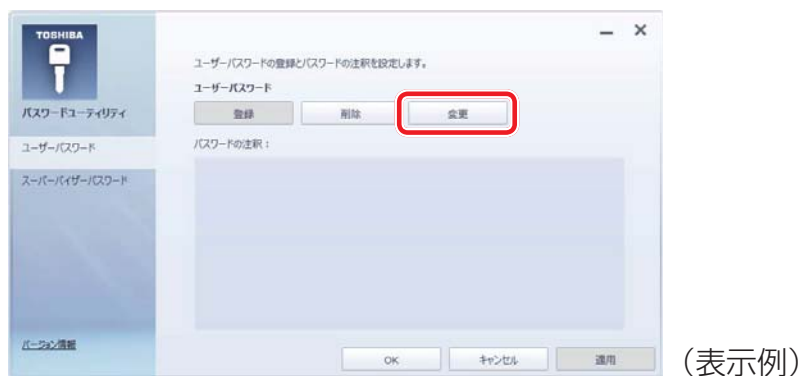 TOSHIBA
パスワードユーティリティ
ユーザーパスワード
スーパーバイザーパスワード
バージョン情報
ユーザーパスワードの登録とパスワードの注釈を設定します。
ユーザーパスワード
登録 削除 変更
パスワードの注釈：
OK キャンセル 適用
（表示例）